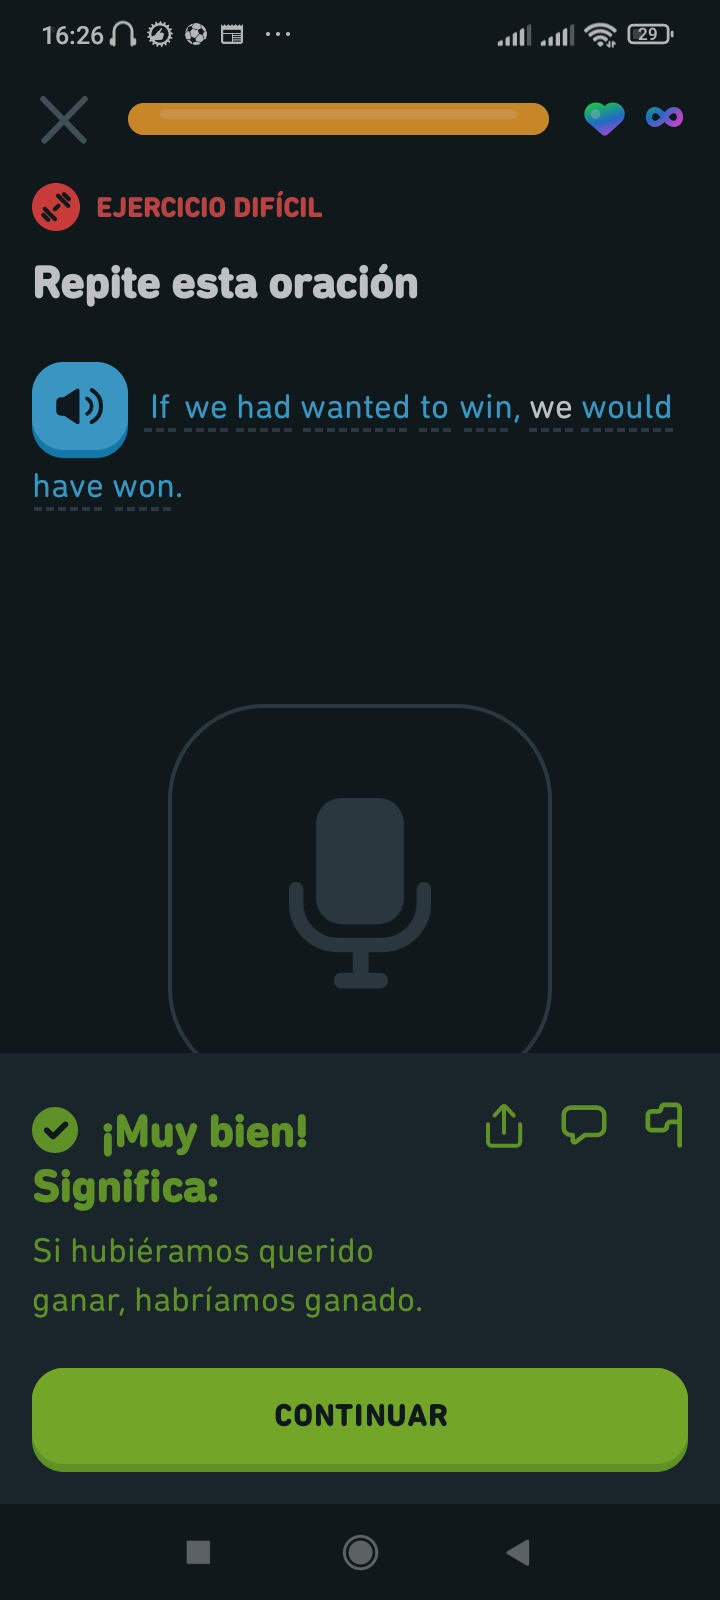 16:26 ... 29
EJERCICIO DIFÍCIL
Repite esta oración
If we had wanted to win, we would
have won.
¡Muy bien!
Significa:
Si hubiéramos querido
ganar, habríamos ganado.
CONTINUAR